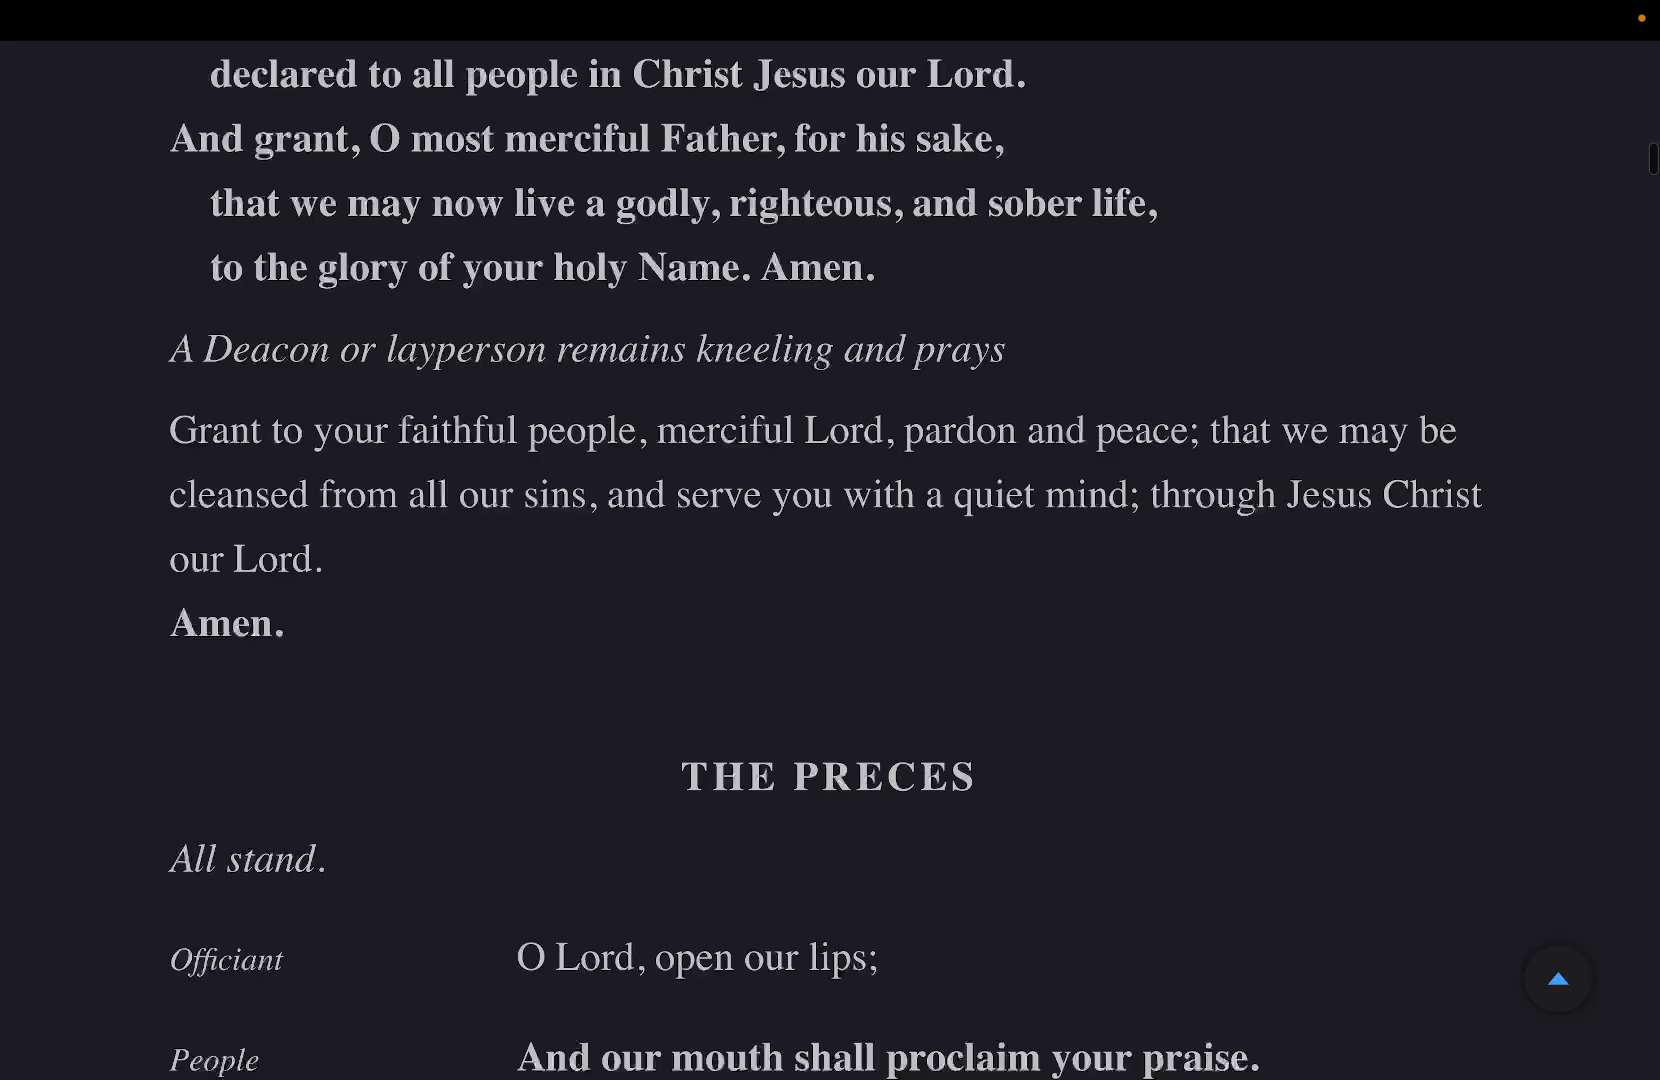 declared to all people in Christ Jesus our Lord.
And grant, O most merciful Father, for his sake,
that we may now live a godly, righteous, and sober life,
to the glory of your holy Name. Amen.
A Deacon or layperson remains kneeling and prays
Grant to your faithful people, merciful Lord, pardon and peace; that we may be
cleansed from all our sins, and serve you with a quiet mind; through Jesus Christ
our Lord.
Amen.
THE PRECES
All stand.
Officiant O Lord, open our lips;
People And our mouth shall proclaim your praise.